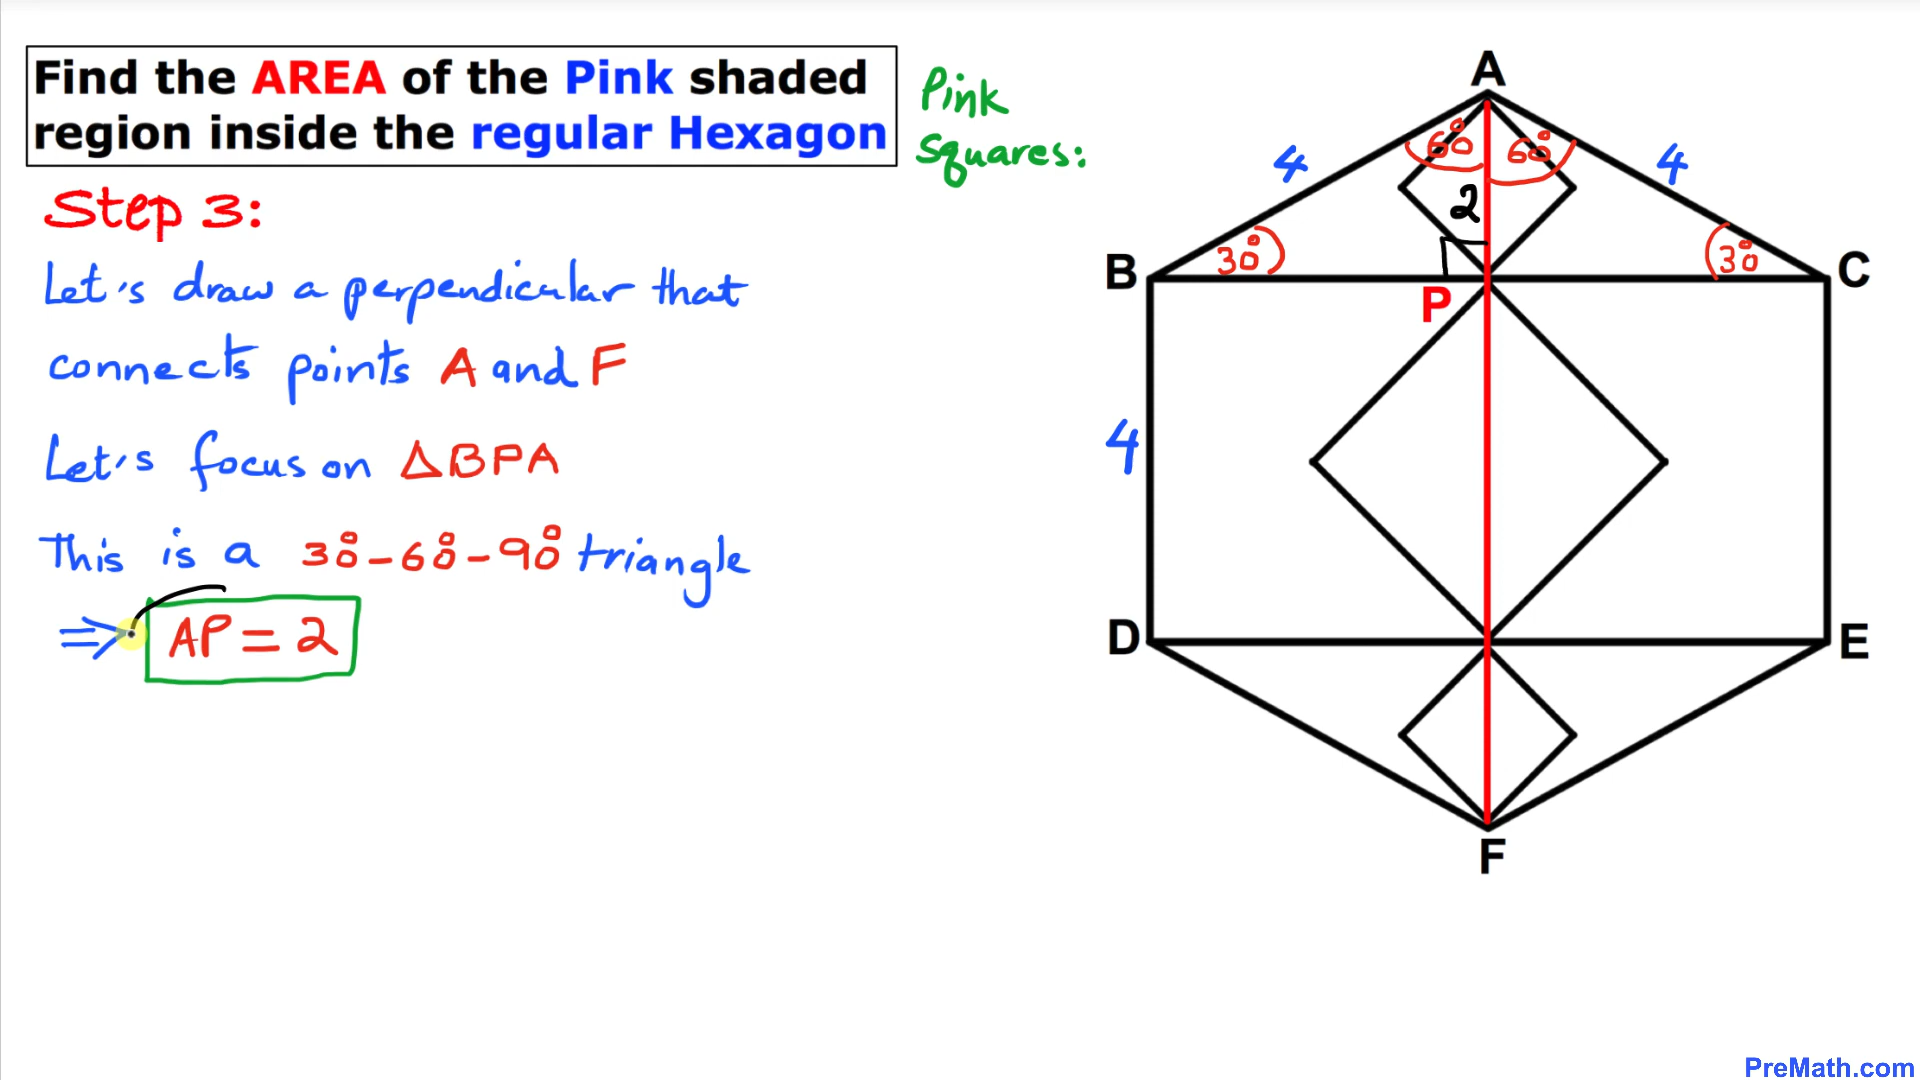 Find the AREA of the Pink shaded
region inside the regular Hexagon
Pink
squares:
Step 3:
Let's draw a perpendicular that
connects points A and F
Let's focus on △BPA
This is a 30°-60°-90° triangle
⇒ AP = 2
A
60° 60°
4 4
2
B 30° 30° C
P
4
D E
F
PreMath.com